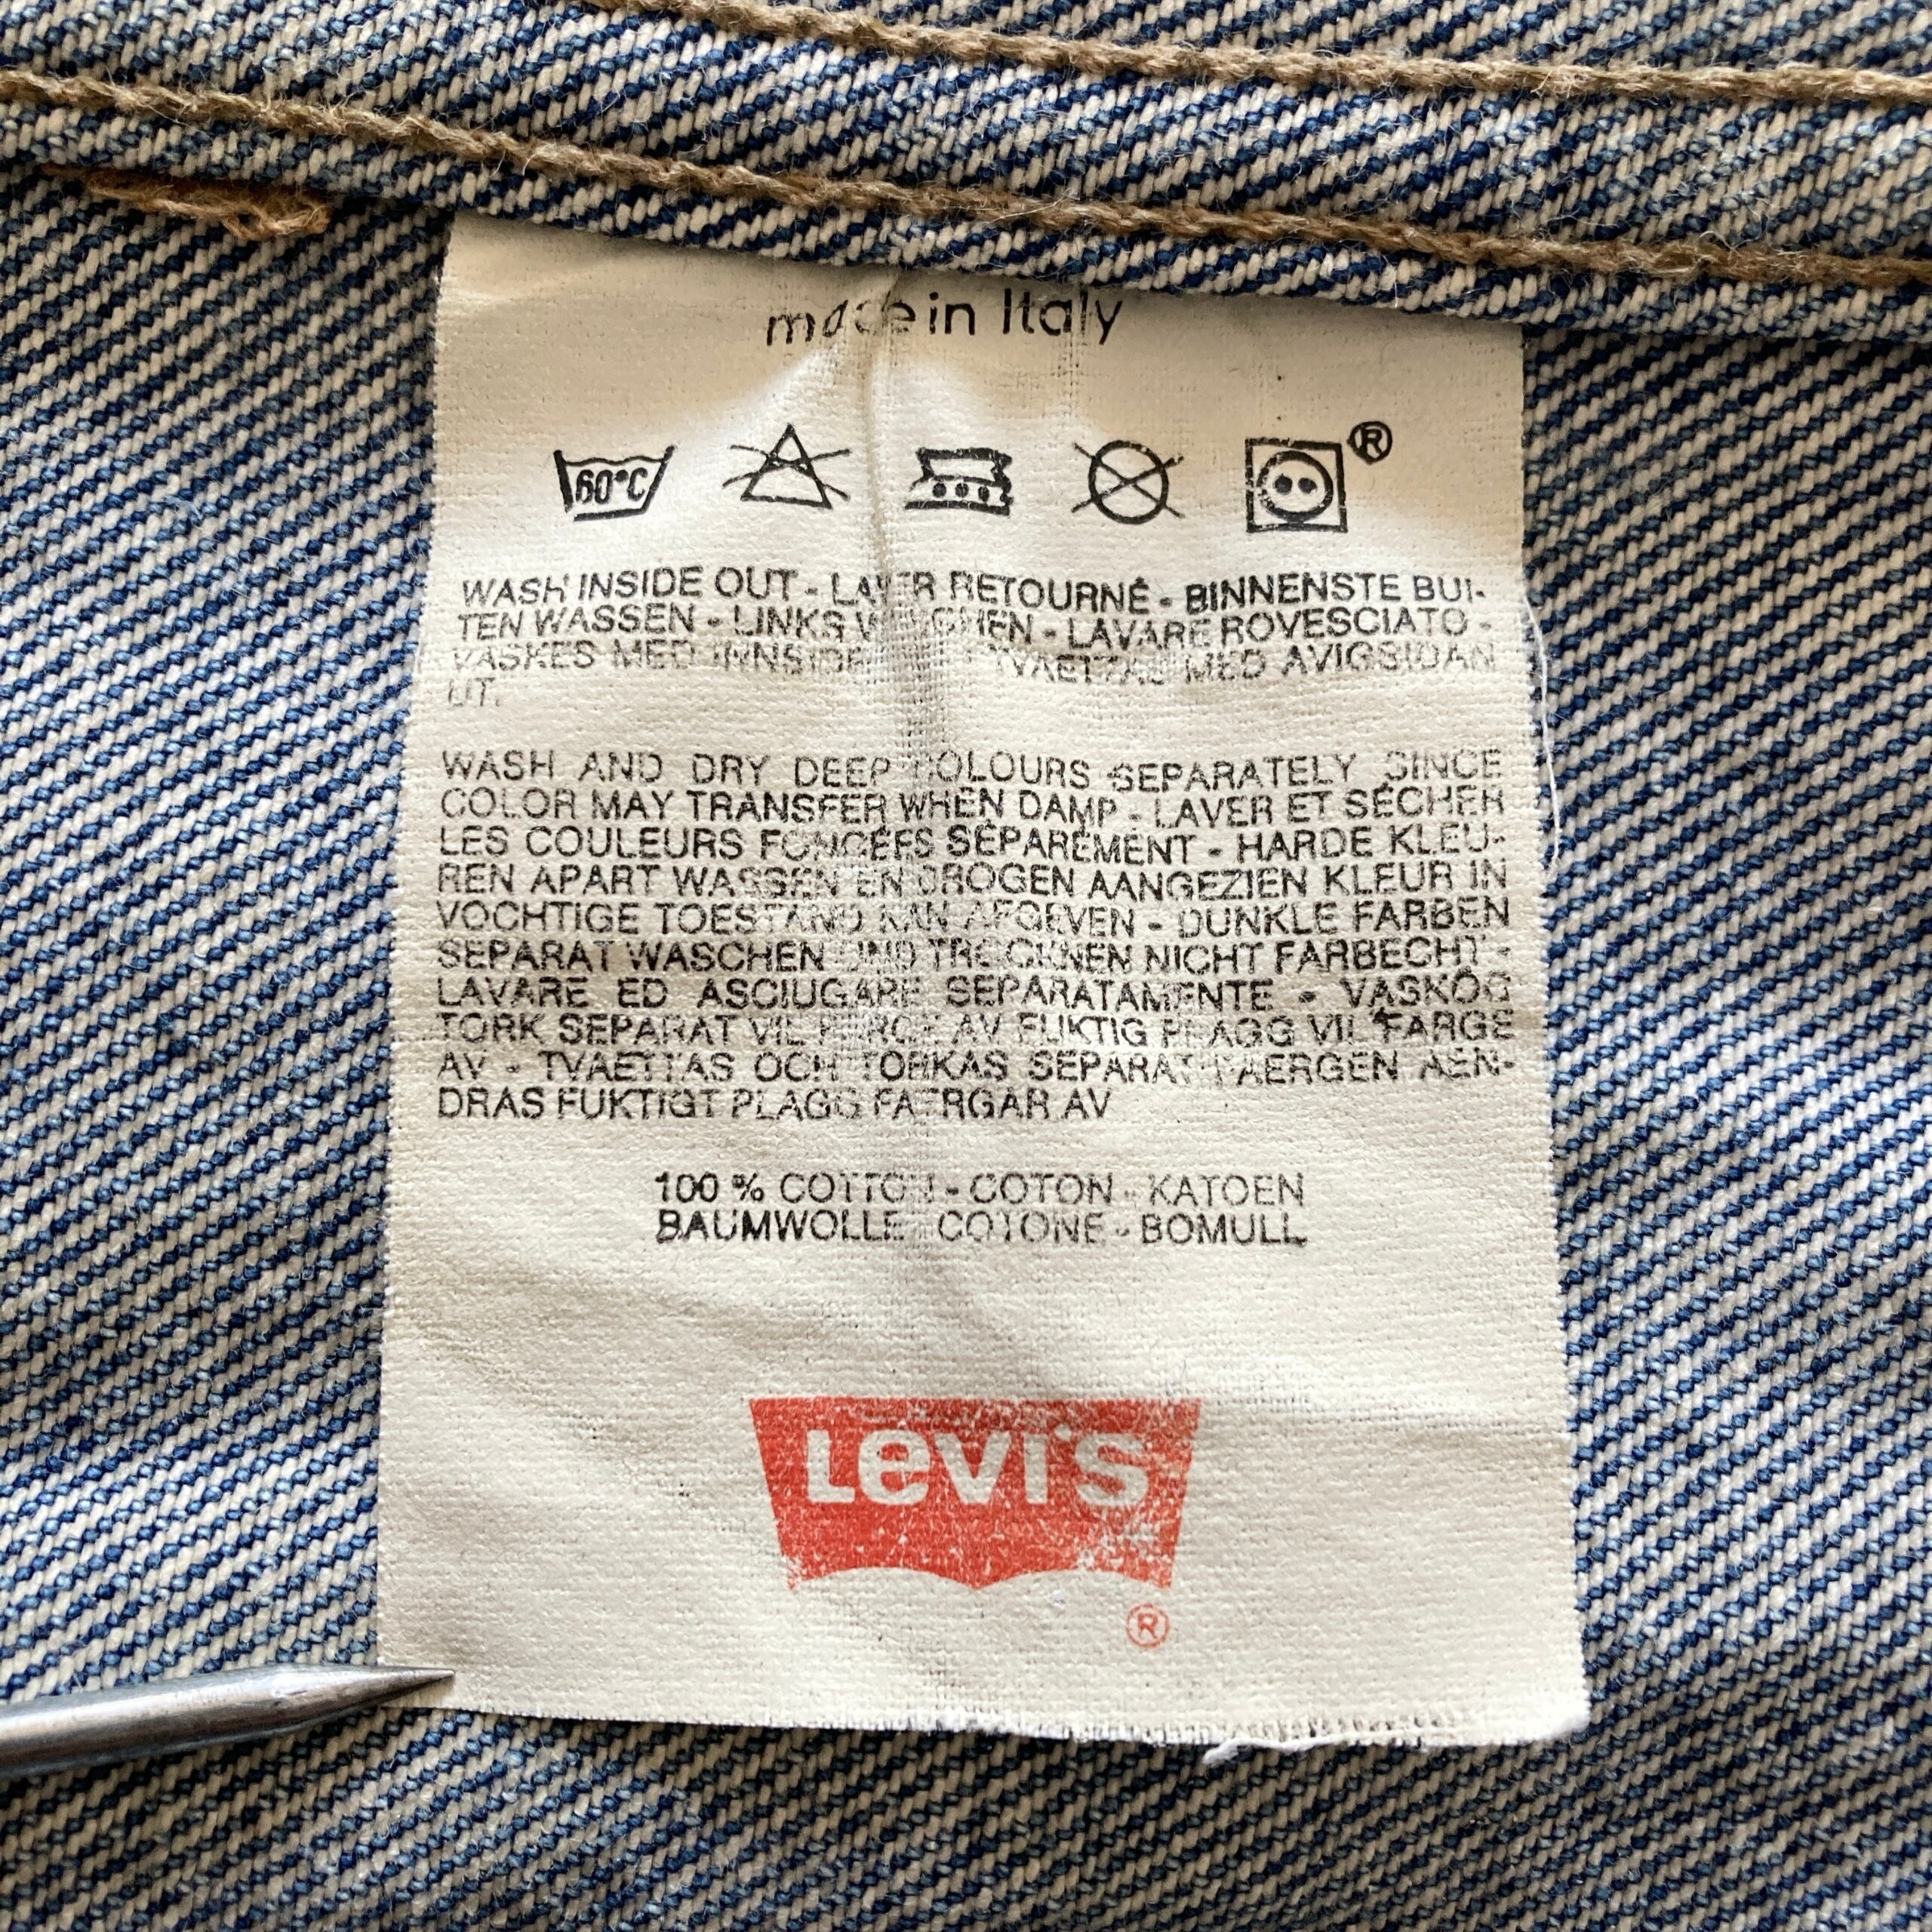 made in Italy
60°C
®
WASH INSIDE OUT - LAVER RETOURNÉ - BINNENSTE BUI-
TEN WASSEN - LINKS WASCHEN - LAVARE ROVESCIATO -
VASKES MED INNSIDEN TVAETTAS MED AVIGSIDAN
UT.
WASH AND DRY DEEP COLOURS SEPARATELY SINCE
COLOR MAY TRANSFER WHEN DAMP - LAVER ET SÉCHER
LES COULEURS FONCÉES SÉPARÉMENT - HARDE KLEU-
REN APART WASSEN EN DROGEN AANGEZIEN KLEUR IN
VOCHTIGE TOESTAND KAN AFGEVEN - DUNKLE FARBEN
SEPARAT WASCHEN UND TROCKNEN NICHT FARBECHT -
LAVARE ED ASCIUGARE SEPARATAMENTE - VASKOG
TORK SEPARAT VIL FARGE AV FUKTIG PLAGG VIL FARGE
AV - TVAETTAS OCH TORKAS SEPARAT FAERGEN AEN-
DRAS FUKTIGT PLAGG FAERGAR AV
100 % COTTON - COTON - KATOEN
BAUMWOLLE - COTONE - BOMULL
Levi's
®